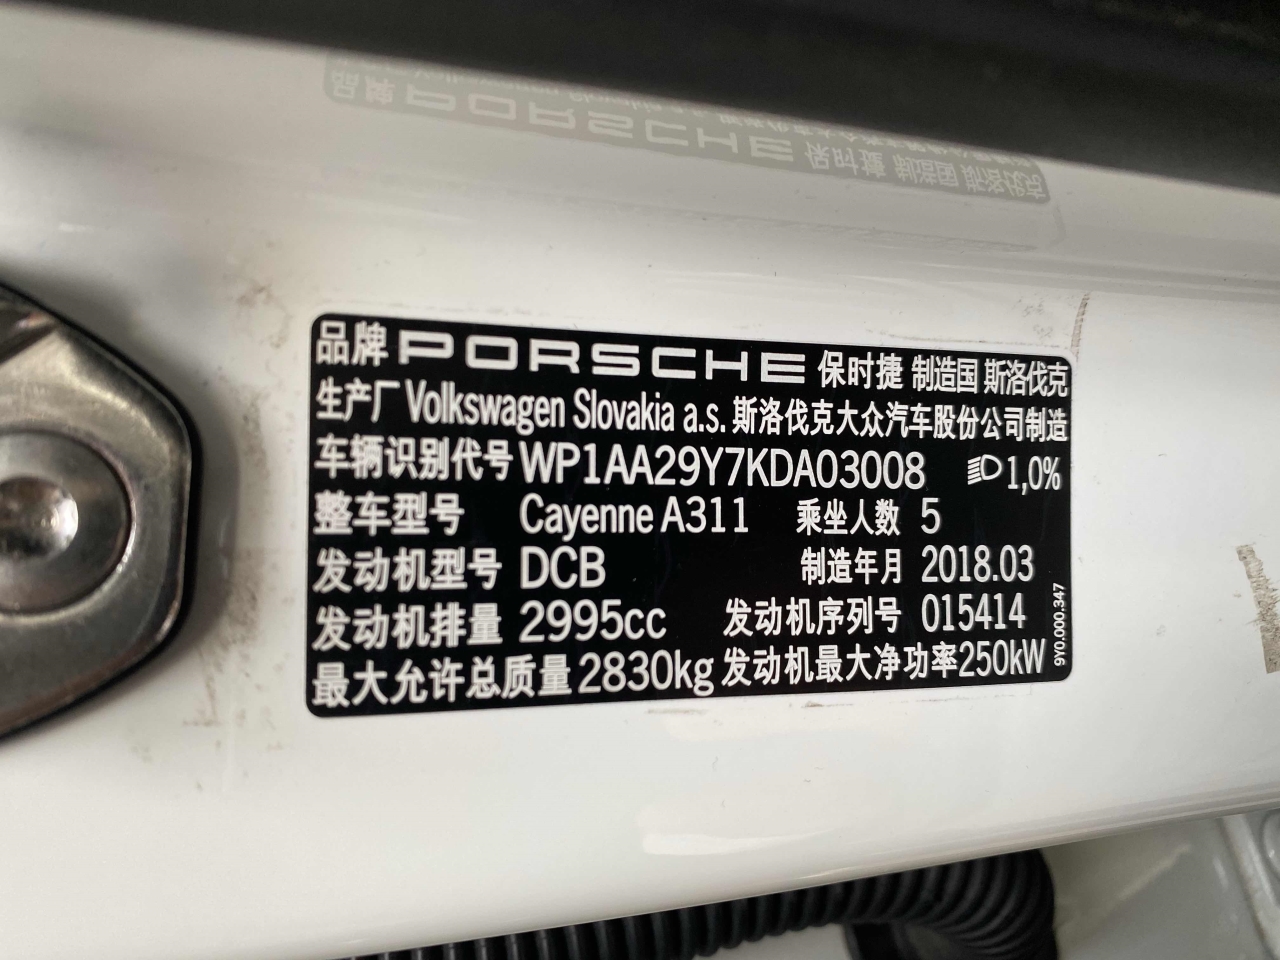 品牌 PORSCHE 保时捷 制造国 斯洛伐克
生产厂 Volkswagen Slovakia a.s. 斯洛伐克大众汽车股份公司制造
车辆识别代号 WP1AA29Y7KDA03008 1,0%
整车型号 Cayenne A311 乘坐人数 5
发动机型号 DCB 制造年月 2018.03
发动机排量 2995cc 发动机序列号 015414
最大允许总质量 2830kg 发动机最大净功率 250kW
9Y0.000.347